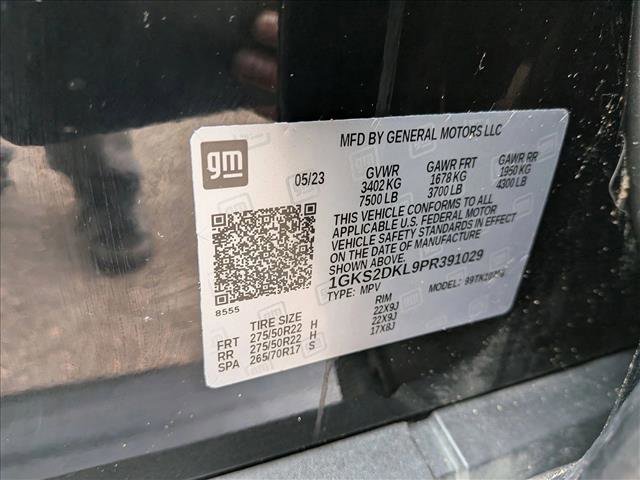 gm
MFD BY GENERAL MOTORS LLC
05/23 GVWR GAWR FRT GAWR RR
3402 KG 1678 KG 1950 KG
7500 LB 3700 LB 4300 LB
THIS VEHICLE CONFORMS TO ALL
APPLICABLE U.S. FEDERAL MOTOR
VEHICLE SAFETY STANDARDS IN EFFECT
ON THE DATE OF MANUFACTURE
SHOWN ABOVE.
1GKS2DKL9PR391029
TYPE: MPV MODEL:
8555
TIRE SIZE RIM
FRT 275/50R22 H 22X9J
RR 275/50R22 H 22X9J
SPA 265/70R17 S 17X8J